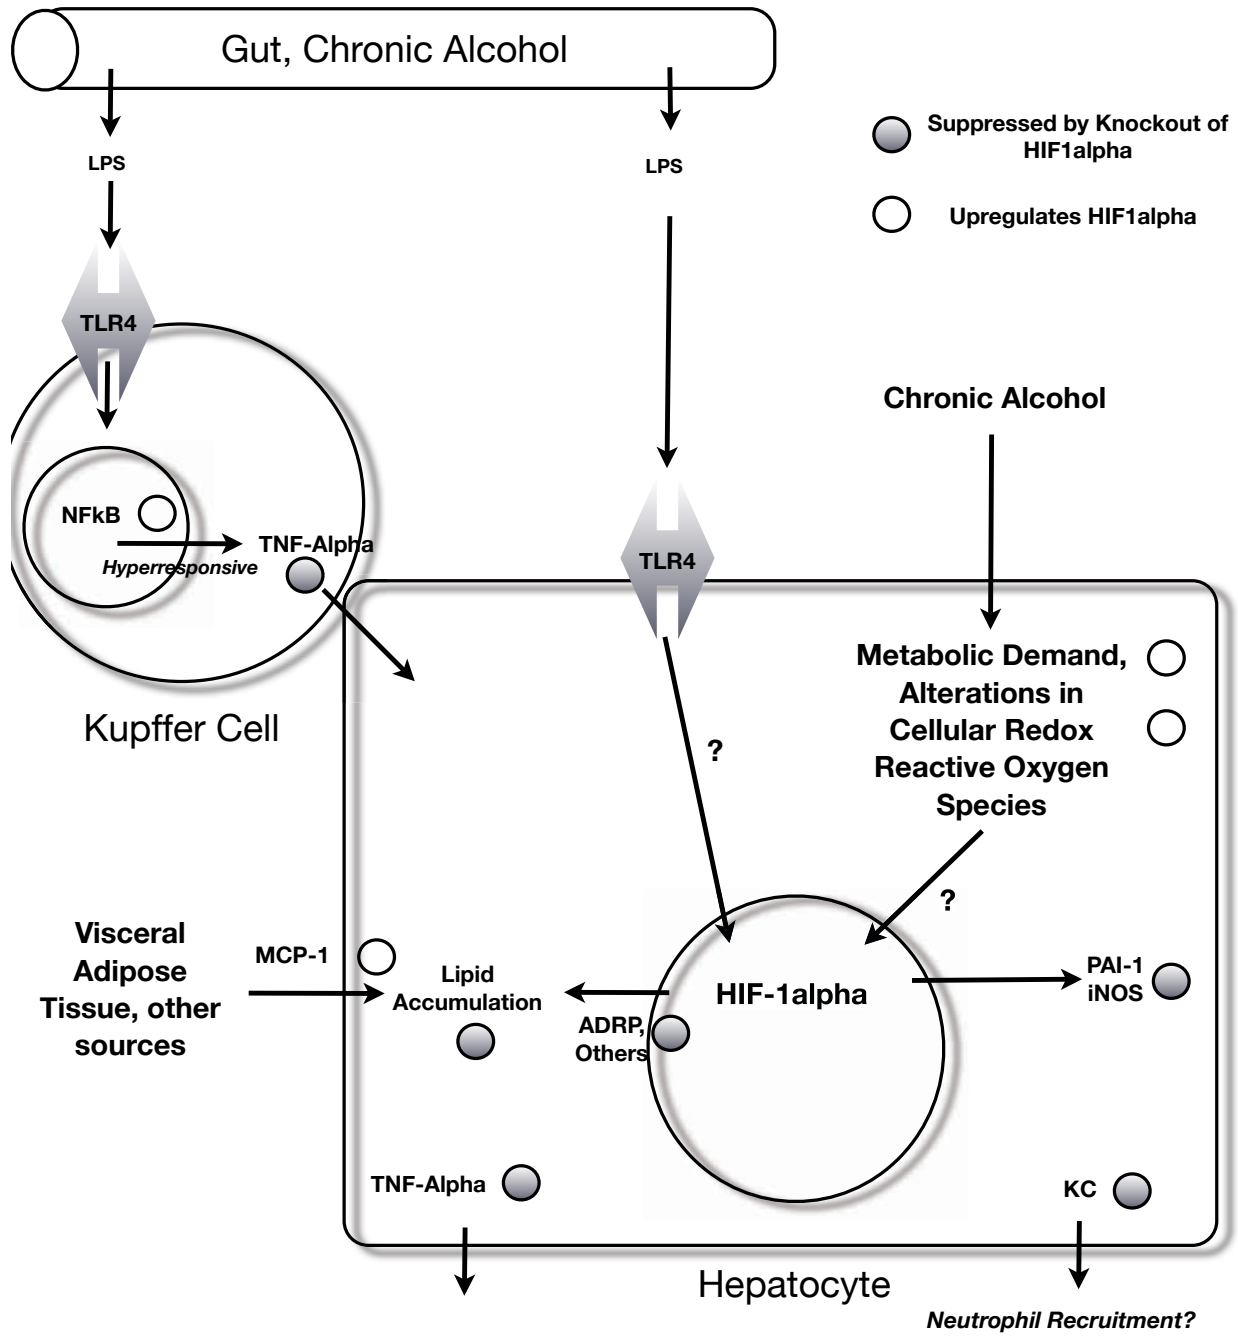 Gut, Chronic Alcohol
LPS
LPS
Suppressed by Knockout of
HIF1alpha
Upregulates HIF1alpha
TLR4
Chronic Alcohol
NFkB
TNF-Alpha
Hyperresponsive
TLR4
Kupffer Cell
Metabolic Demand,
Alterations in
Cellular Redox
Reactive Oxygen
Species
?
?
Visceral
Adipose
Tissue, other
sources
MCP-1
Lipid
Accumulation
ADRP,
Others
HIF-1alpha
PAI-1
iNOS
TNF-Alpha
KC
Hepatocyte
Neutrophil Recruitment?